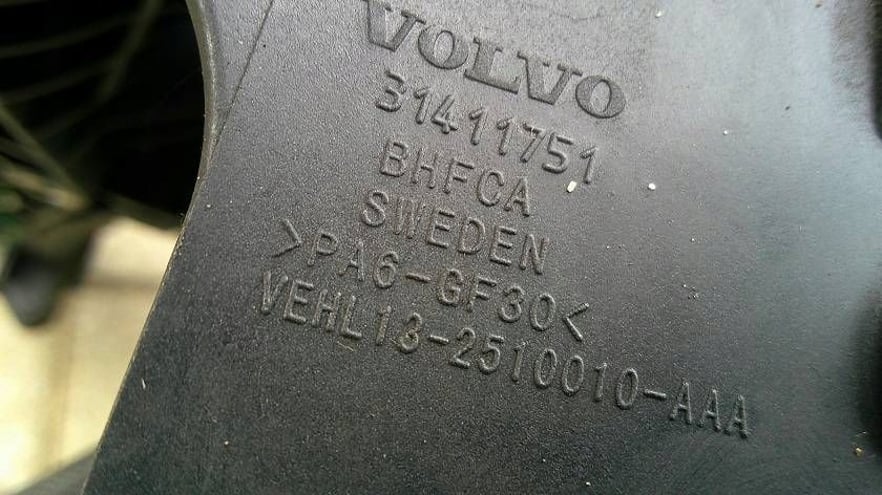 VOLVO
31411751
BHFCA
SWEDEN
>PA6-GF30<
VEHL13-2510010-AAA